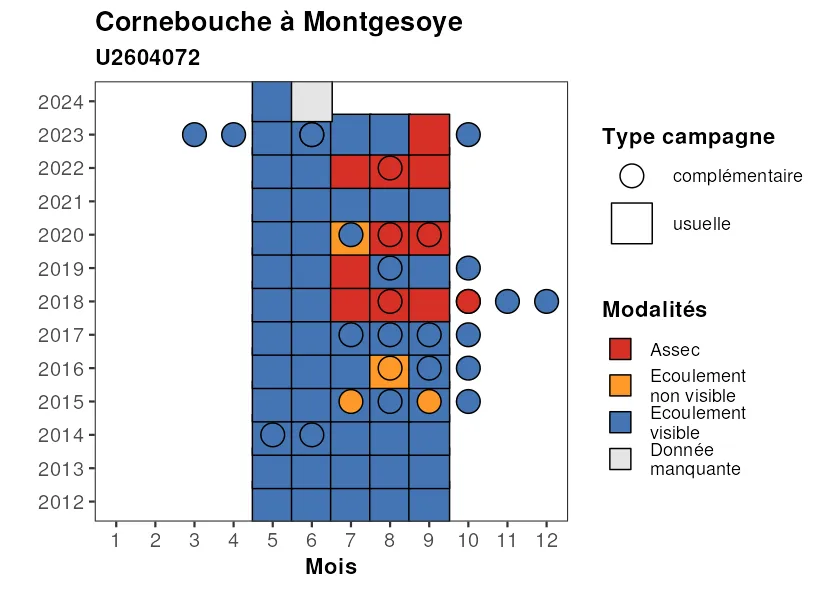 Cornebouche à Montgesoye
U2604072
2024
2023
2022
2021
2020
2019
2018
2017
2016
2015
2014
2013
2012
1 2 3 4 5 6 7 8 9 10 11 12
Mois
Type campagne
complémentaire
usuelle
Modalités
Assec
Ecoulement
non visible
Ecoulement
visible
Donnée
manquante